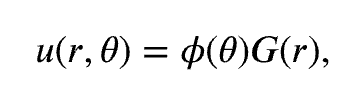 u(r, θ) = ϕ(θ)G(r),